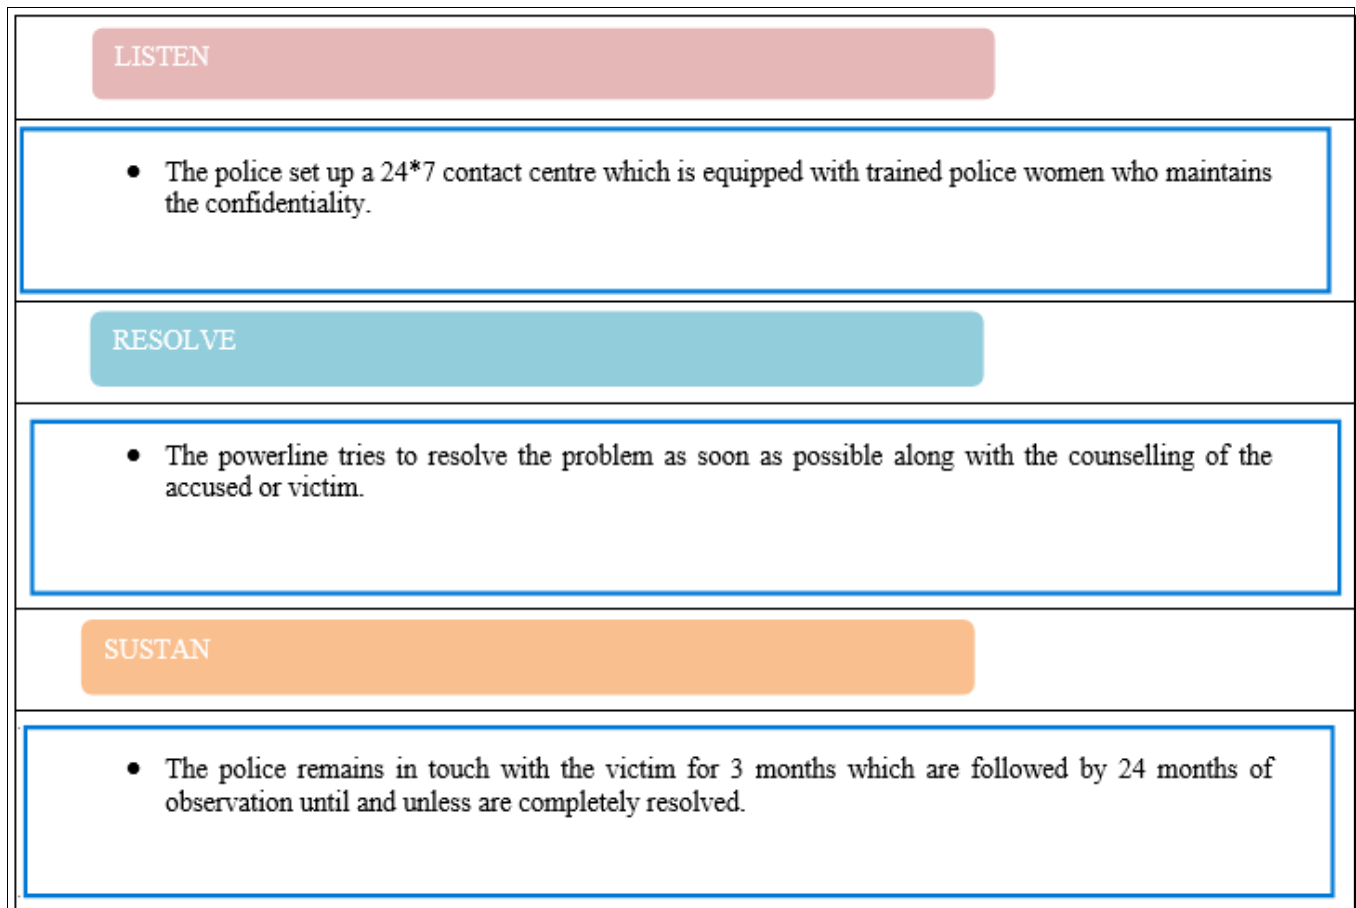 LISTEN
● The police set up a 24*7 contact centre which is equipped with trained police women who maintains
the confidentiality.
RESOLVE
● The powerline tries to resolve the problem as soon as possible along with the counselling of the
accused or victim.
SUSTAN
● The police remains in touch with the victim for 3 months which are followed by 24 months of
observation until and unless are completely resolved.